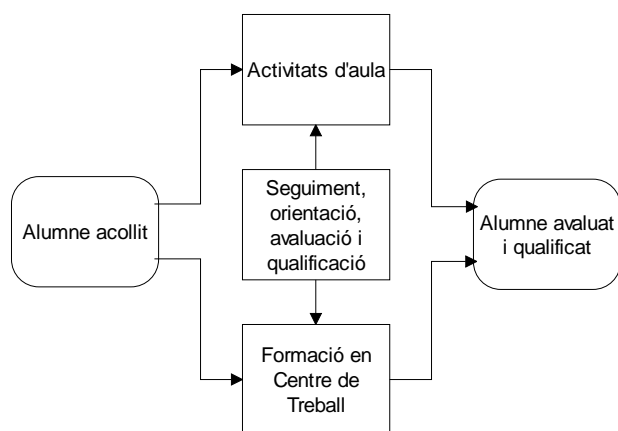 Activitats d'aula
Alumne acollit
Seguiment,
orientació,
avaluació i
qualificació
Alumne avaluat
i qualificat
Formació en
Centre de
Treball